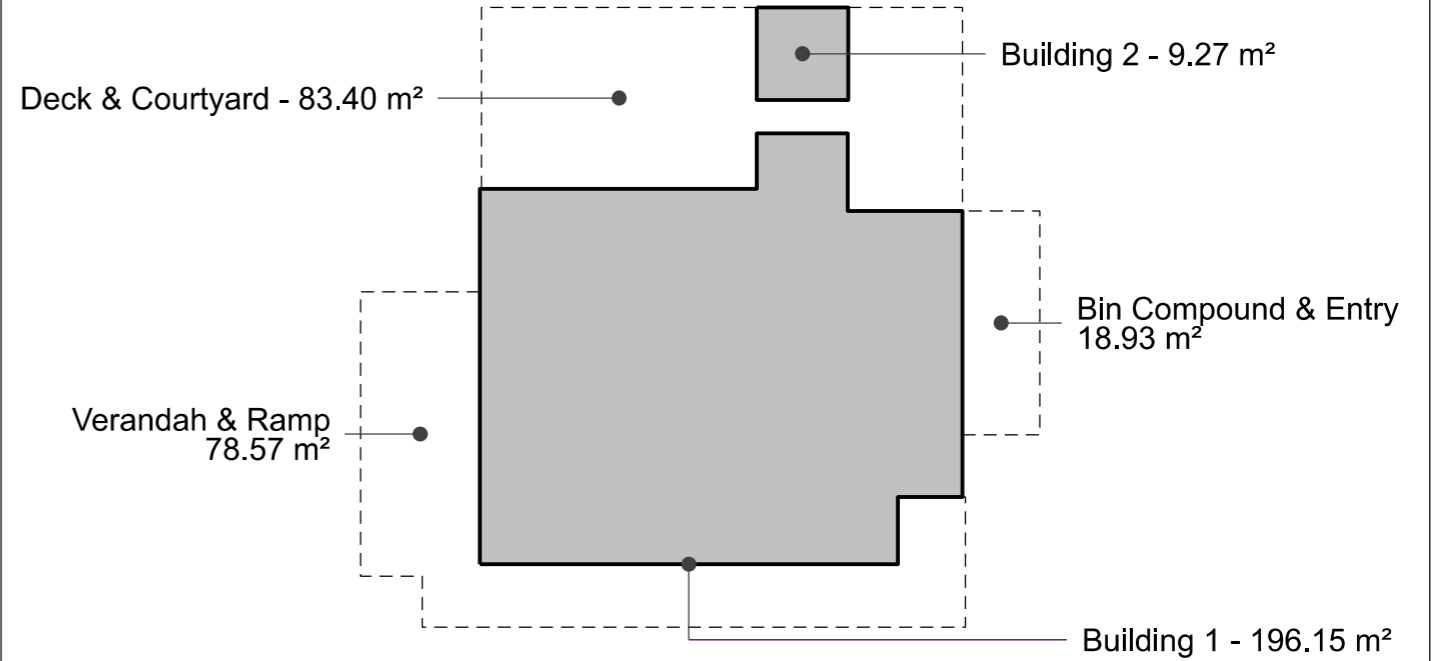 Building 2 - 9.27 m²
Deck & Courtyard - 83.40 m²
Bin Compound & Entry
18.93 m²
Verandah & Ramp
78.57 m²
Building 1 - 196.15 m²